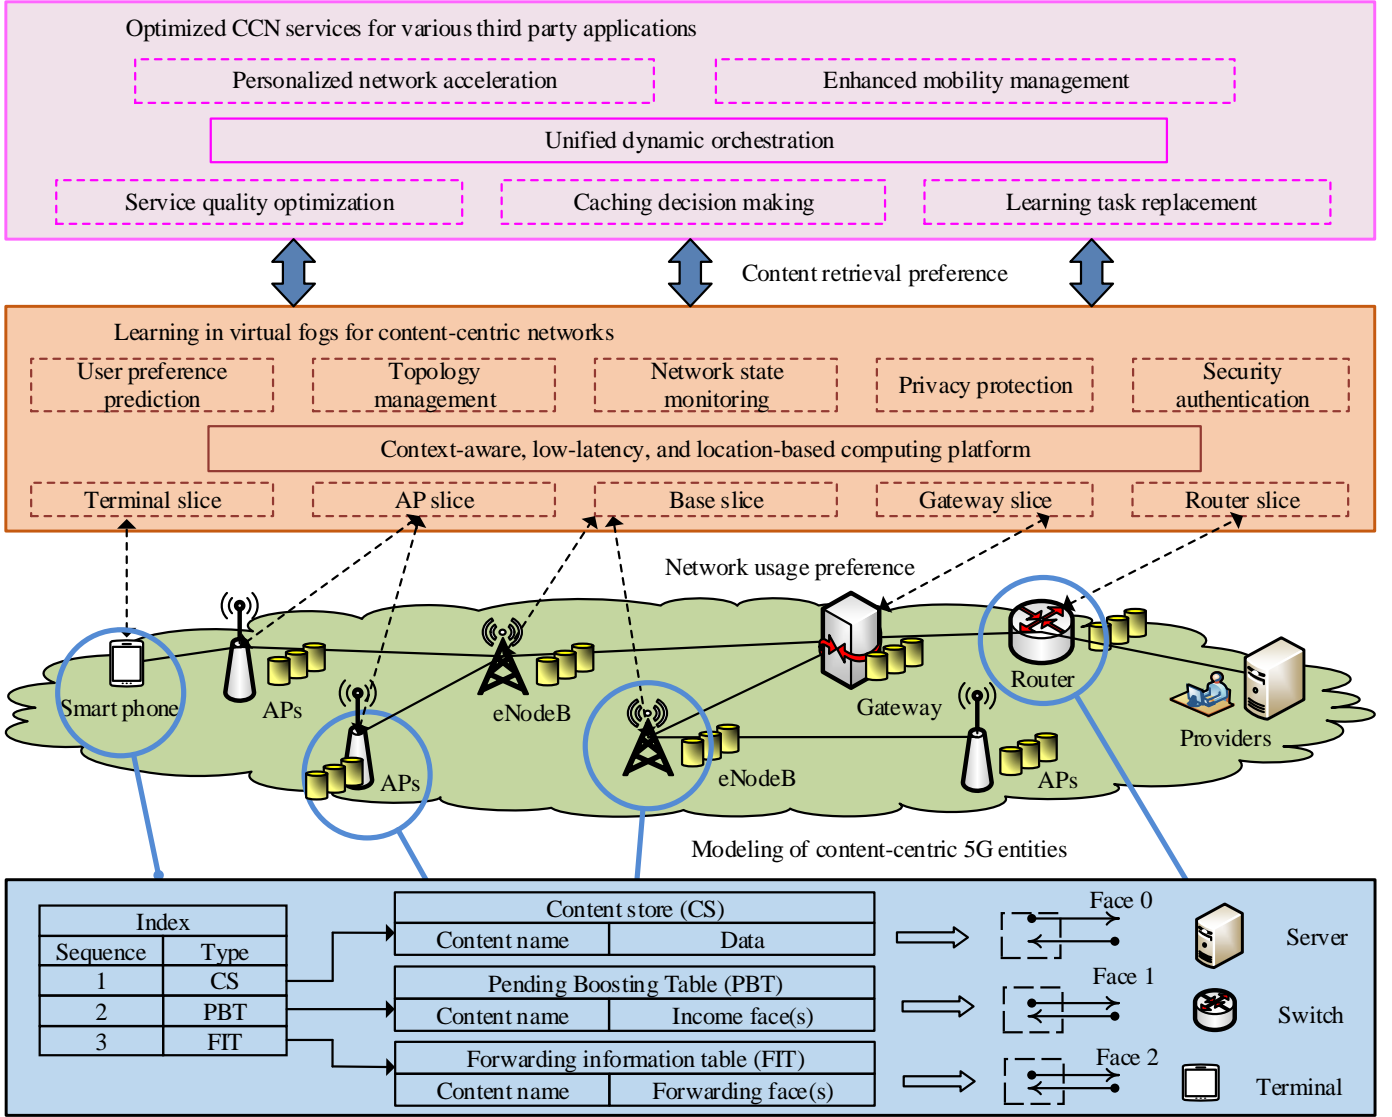 Optimized CCN services for various third party applications
Personalized network acceleration
Enhanced mobility management
Unified dynamic orchestration
Service quality optimization
Caching decision making
Learning task replacement
Content retrieval preference
Learning in virtual fogs for content-centric networks
User preference
prediction
Topology
management
Network state
monitoring
Privacy protection
Security
authentication
Context-aware, low-latency, and location-based computing platform
Terminal slice
AP slice
Base slice
Gateway slice
Router slice
Network usage preference
Smart phone
APs
eNodeB
Gateway
Router
Providers
APs
eNodeB
APs
Modeling of content-centric 5G entities
Index
Sequence
Type
1
CS
2
PBT
3
FIT
Content store (CS)
Content name
Data
Pending Boosting Table (PBT)
Content name
Income face(s)
Forwarding information table (FIT)
Content name
Forwarding face(s)
Face 0
Server
Face 1
Switch
Face 2
Terminal